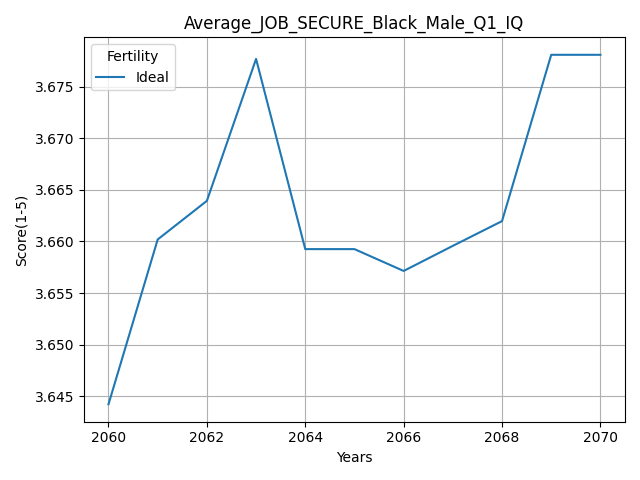 Average_JOB_SECURE_Black_Male_Q1_IQ
Fertility
Ideal
Score(1-5)
3.675
3.670
3.665
3.660
3.655
3.650
3.645
2060 2062 2064 2066 2068 2070
Years